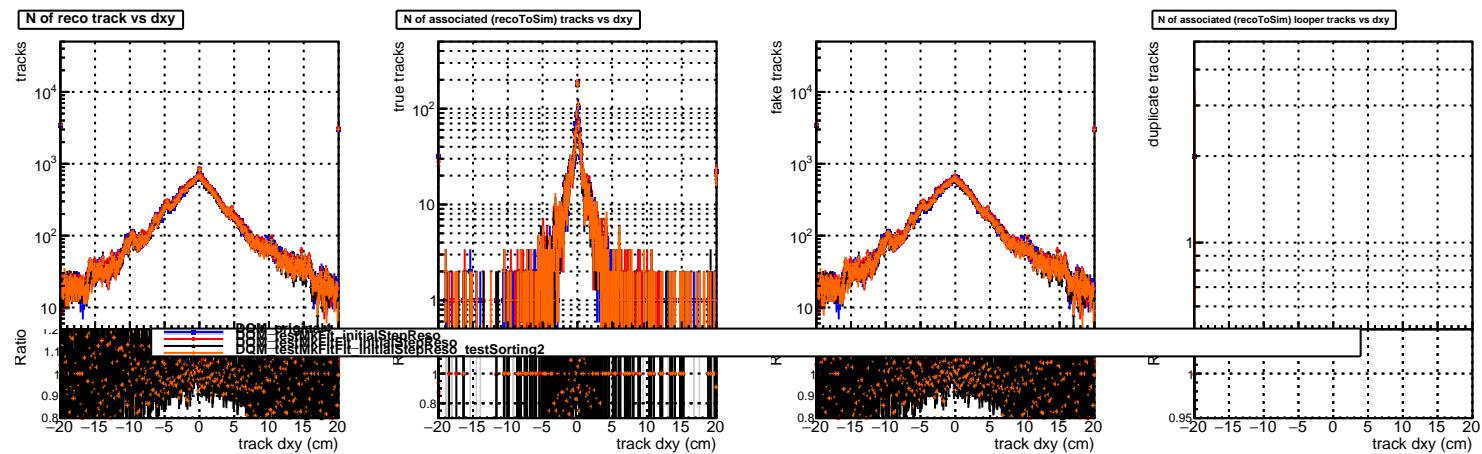 N of reco track vs dxy
tracks
10⁴
10³
10²
10
Ratio
1.1
1
0.9
0.8
−20 −15 −10 −5 0 5 10 15 20
track dxy (cm)
N of associated (recoToSim) tracks vs dxy
true tracks
10²
10
1
1
0.8
−20 −15 −10 −5 0 5 10 15 20
track dxy (cm)
fake tracks
10⁴
10³
10²
10
1.1
1
0.9
0.8
−20 −15 −10 −5 0 5 10 15 20
track dxy (cm)
N of associated (recoToSim) looper tracks vs dxy
duplicate tracks
1
1
0.95
−20 −15 −10 −5 0 5 10 15 20
track dxy (cm)
DQM_testMkFitFit_initialStepReso_testSorting2